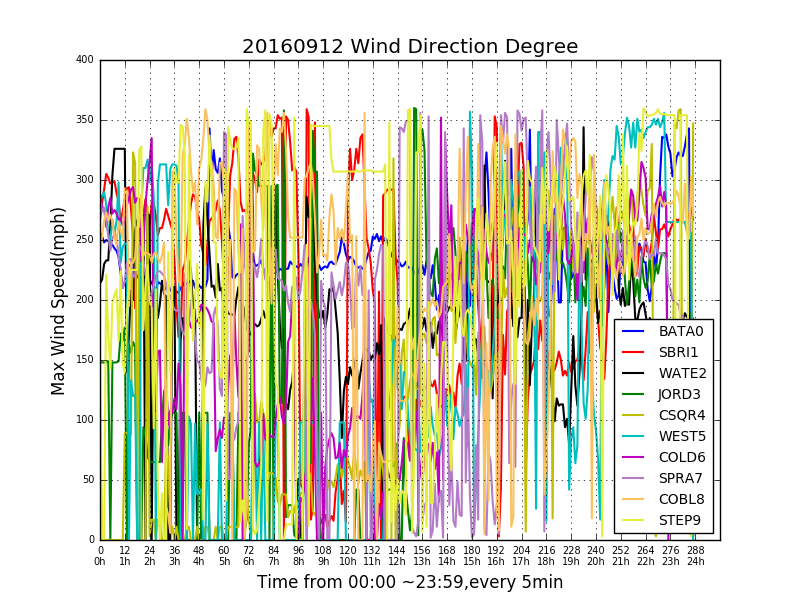 20160912 Wind Direction Degree
Max Wind Speed(mph)
400
350
300
250
200
150
100
50
0
BATA0
SBRI1
WATE2
JORD3
CSQR4
WEST5
COLD6
SPRA7
COBL8
STEP9
0 12 24 36 48 60 72 84 96 108 120 132 144 156 168 180 192 204 216 228 240 252 264 276 288
0h 1h 2h 3h 4h 5h 6h 7h 8h 9h 10h 11h 12h 13h 14h 15h 16h 17h 18h 19h 20h 21h 22h 23h 24h
Time from 00:00 ~23:59,every 5min